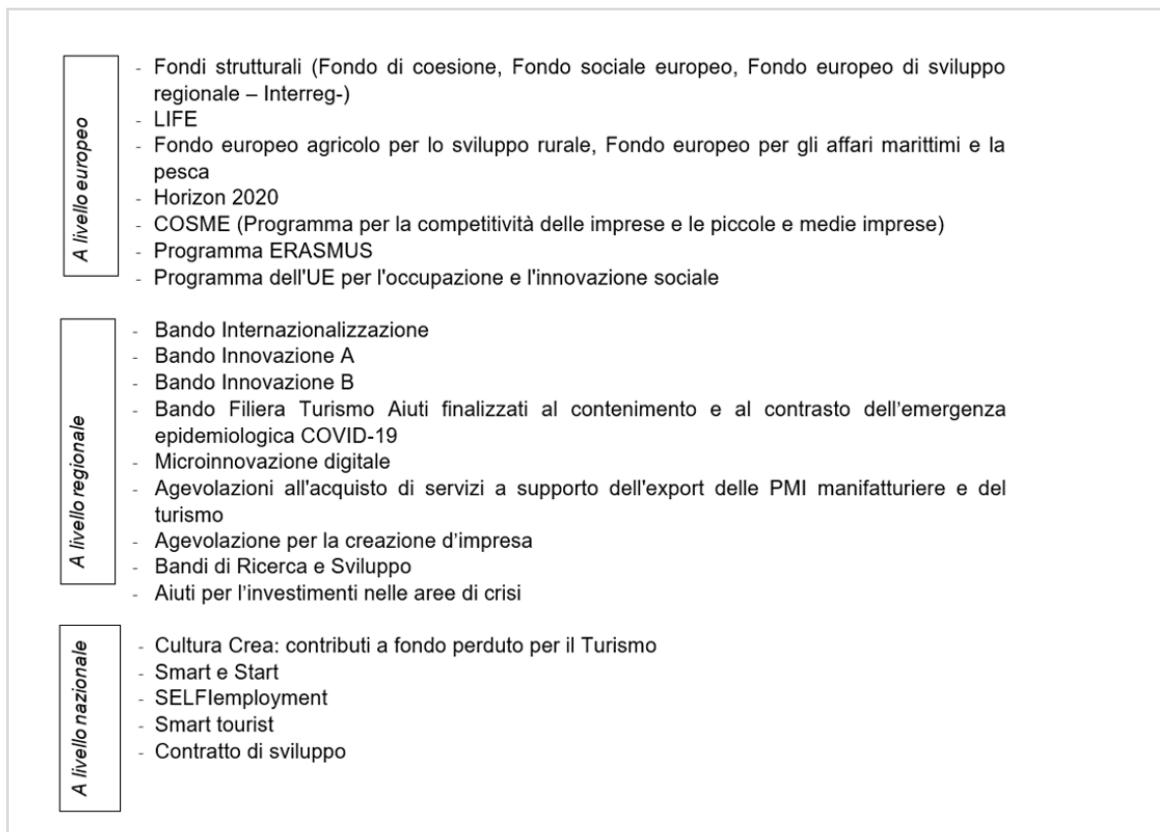 A livello europeo
- Fondi strutturali (Fondo di coesione, Fondo sociale europeo, Fondo europeo di sviluppo
regionale – Interreg-)
- LIFE
- Fondo europeo agricolo per lo sviluppo rurale, Fondo europeo per gli affari marittimi e la
pesca
- Horizon 2020
- COSME (Programma per la competitività delle imprese e le piccole e medie imprese)
- Programma ERASMUS
- Programma dell'UE per l'occupazione e l'innovazione sociale
A livello regionale
- Bando Internazionalizzazione
- Bando Innovazione A
- Bando Innovazione B
- Bando Filiera Turismo Aiuti finalizzati al contenimento e al contrasto dell’emergenza
epidemiologica COVID-19
- Microinnovazione digitale
- Agevolazioni all'acquisto di servizi a supporto dell'export delle PMI manifatturiere e del
turismo
- Agevolazione per la creazione d’impresa
- Bandi di Ricerca e Sviluppo
- Aiuti per l’investimenti nelle aree di crisi
A livello nazionale
- Cultura Crea: contributi a fondo perduto per il Turismo
- Smart e Start
- SELFIemployment
- Smart tourist
- Contratto di sviluppo